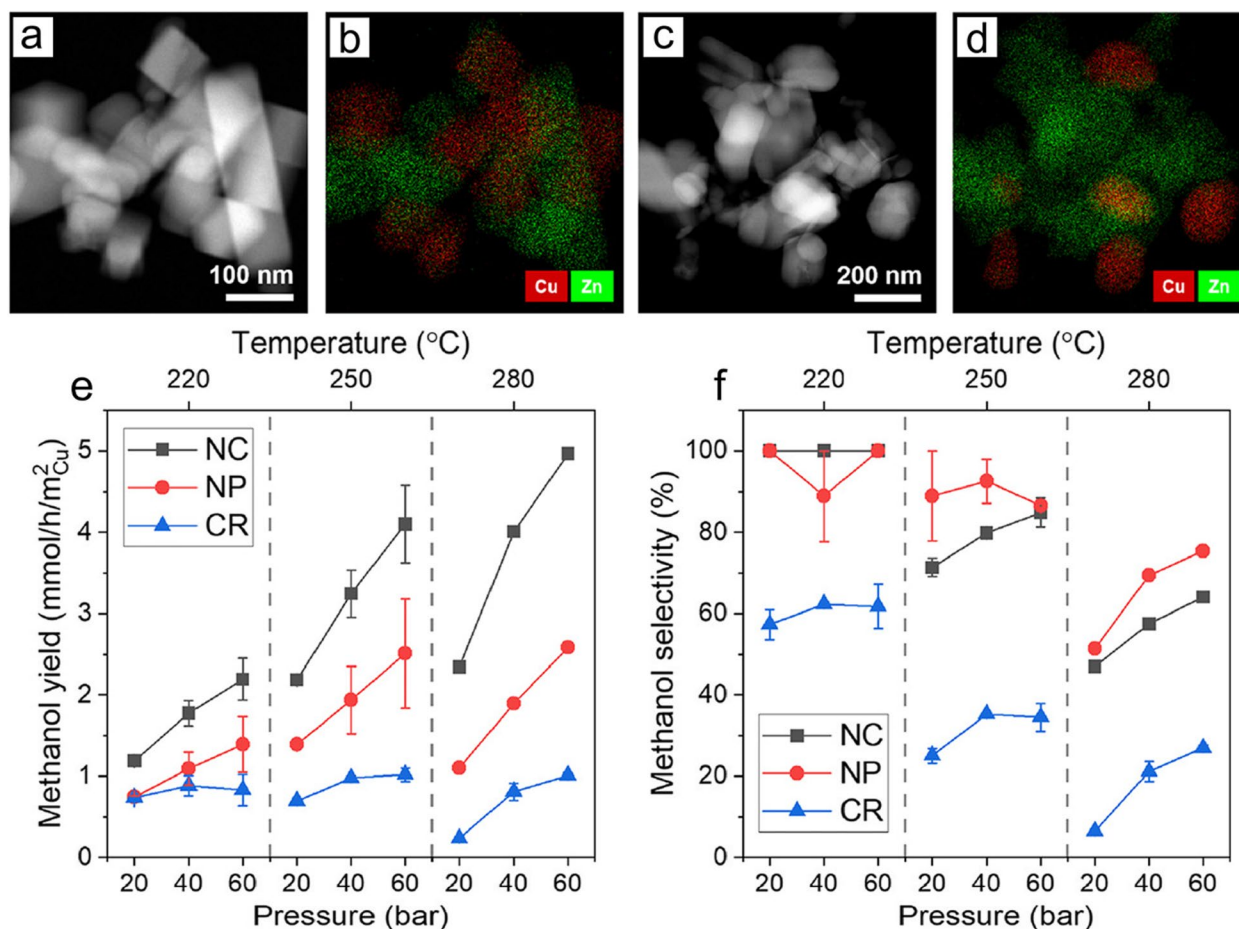 a
b
c
d
100 nm
Cu Zn
200 nm
Cu Zn
Temperature (°C)
220 250 280
e
Methanol yield (mmol/h/m²Cu)
5
4
3
2
1
0
NC
NP
CR
20 40 60 20 40 60 20 40 60
Pressure (bar)
Temperature (°C)
220 250 280
f
Methanol selectivity (%)
100
80
60
40
20
0
NC
NP
CR
20 40 60 20 40 60 20 40 60
Pressure (bar)